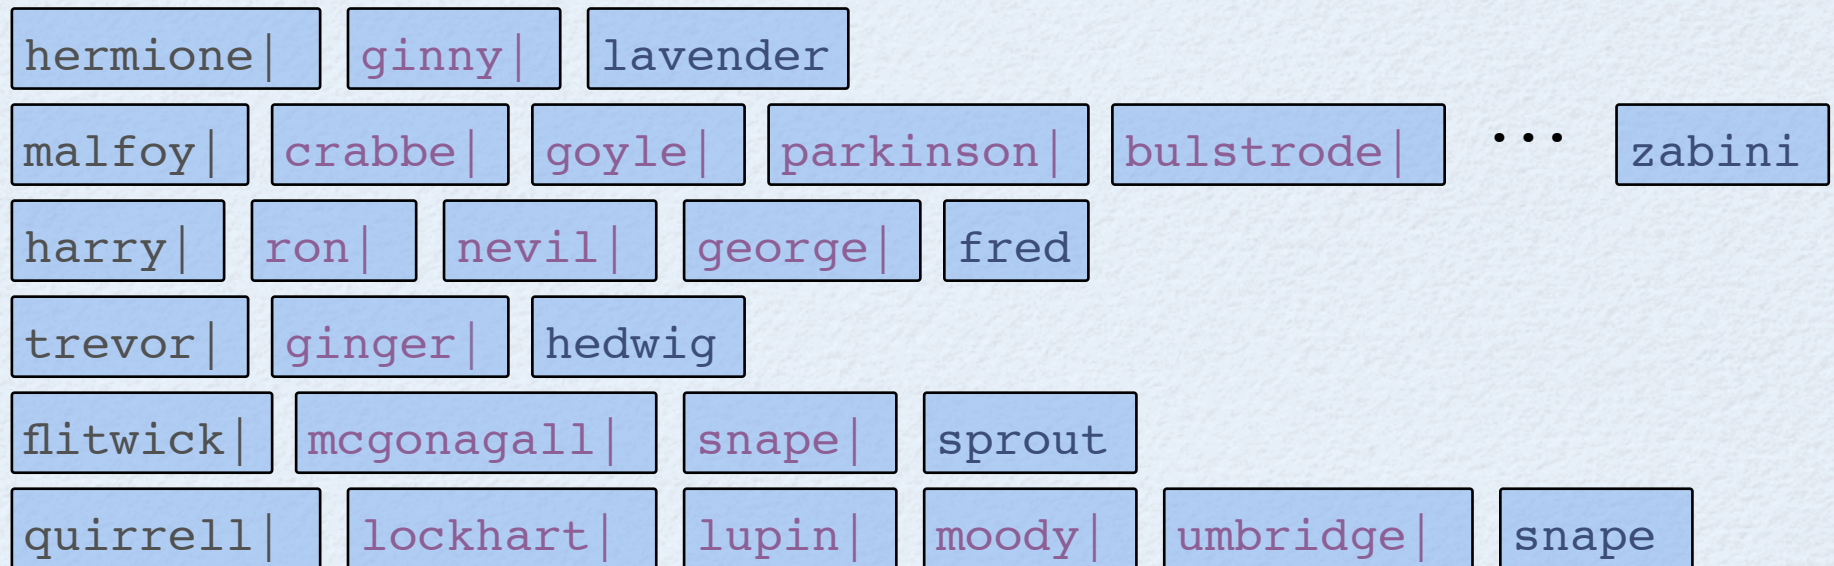 hermione| ginny| lavender
malfoy| crabbe| goyle| parkinson| bulstrode| ... zabini
harry| ron| nevil| george| fred
trevor| ginger| hedwig
flitwick| mcgonagall| snape| sprout
quirrell| lockhart| lupin| moody| umbridge| snape